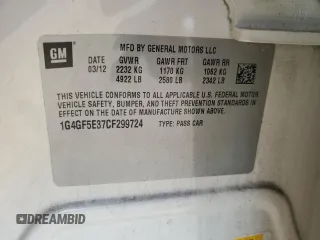 GM
MFD BY GENERAL MOTORS LLC
DATE GVWR GAWR FRT GAWR RR
03/12 2232 KG 1170 KG 1062 KG
4922 LB 2580 LB 2342 LB
THIS VEHICLE CONFORMS TO ALL APPLICABLE U.S. FEDERAL MOTOR
VEHICLE SAFETY, BUMPER, AND THEFT PREVENTION STANDARDS
IN EFFECT ON THE DATE OF MANUFACTURE SHOWN ABOVE.
1G4GF5E37CF299724 TYPE: PASS CAR
DREAMBID